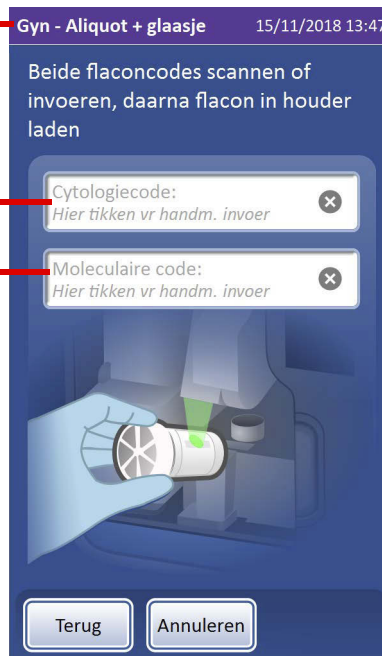 Gyn - Aliquot + glaasje 15/11/2018 13:47
Beide flaconcodes scannen of
invoeren, daarna flacon in houder
laden
Cytologiecode:
Hier tikken vr handm. invoer
Moleculaire code:
Hier tikken vr handm. invoer
Terug Annuleren